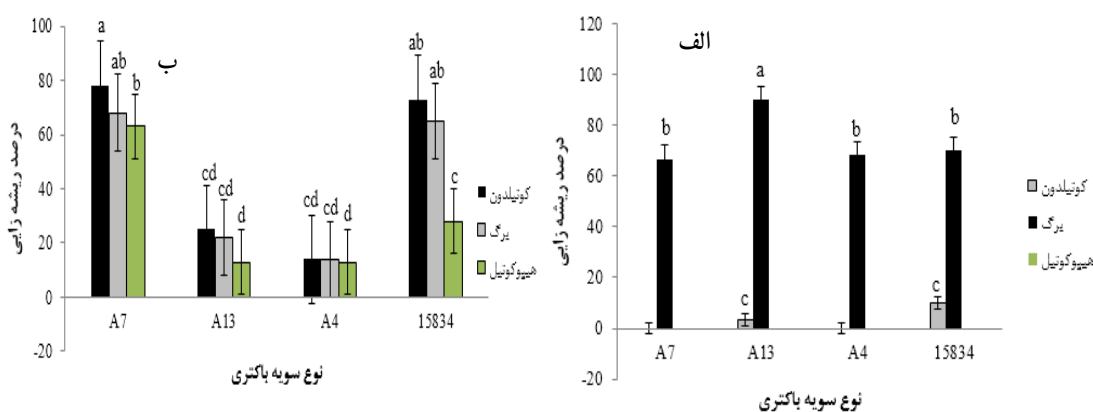 ب
درصد ریشه زایی
100
80
60
40
20
0
-20
a
ab
b
cd
cd
d
cd
cd
d
ab
ab
c
A7
A13
A4
15834
نوع سویه باکتری
کوتیلدون
برگ
هیپوکوتیل
الف
درصد ریشه زایی
120
100
80
60
40
20
0
-20
b
a
b
b
c
c
A7
A13
A4
15834
نوع سویه باکتری
کوتیلدون
برگ
هیپوکوتیل